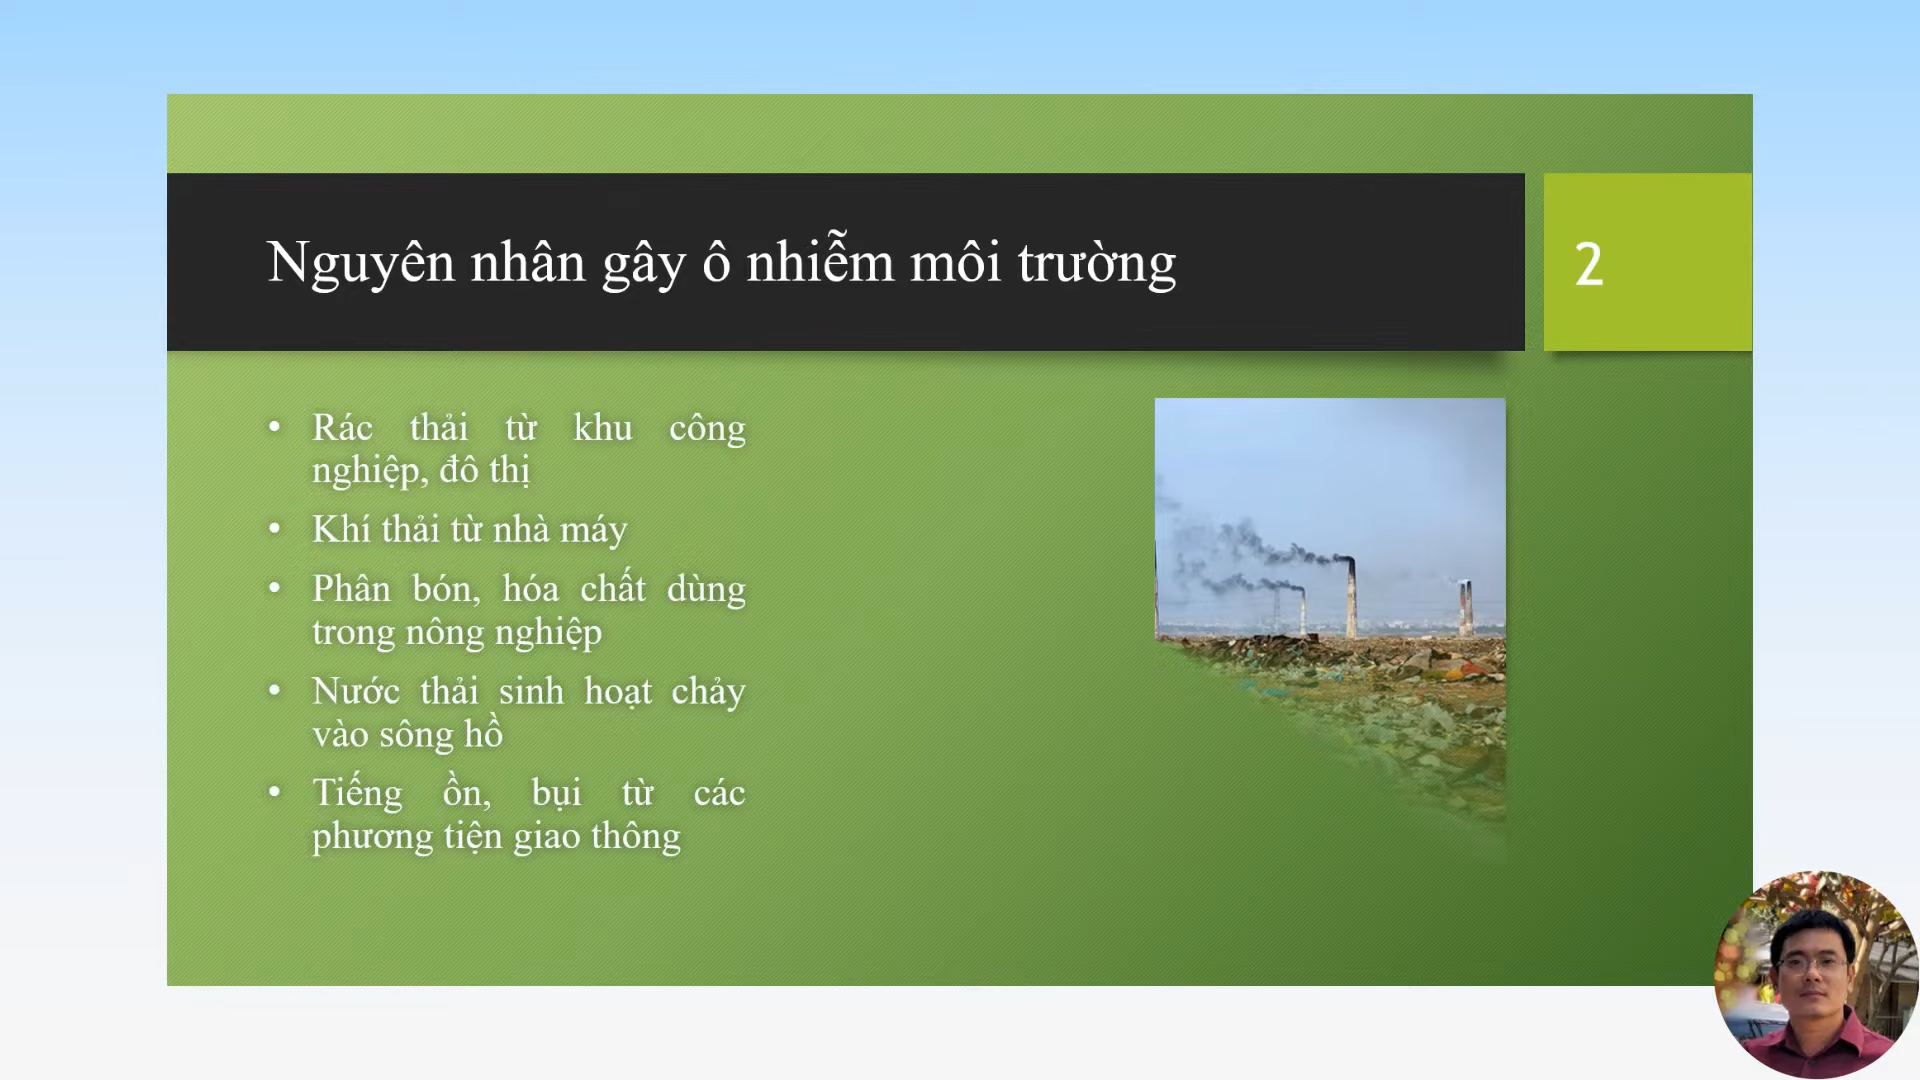 Nguyên nhân gây ô nhiễm môi trường
2
• Rác thải từ khu công
nghiệp, đô thị
• Khí thải từ nhà máy
• Phân bón, hóa chất dùng
trong nông nghiệp
• Nước thải sinh hoạt chảy
vào sông hồ
• Tiếng ồn, bụi từ các
phương tiện giao thông